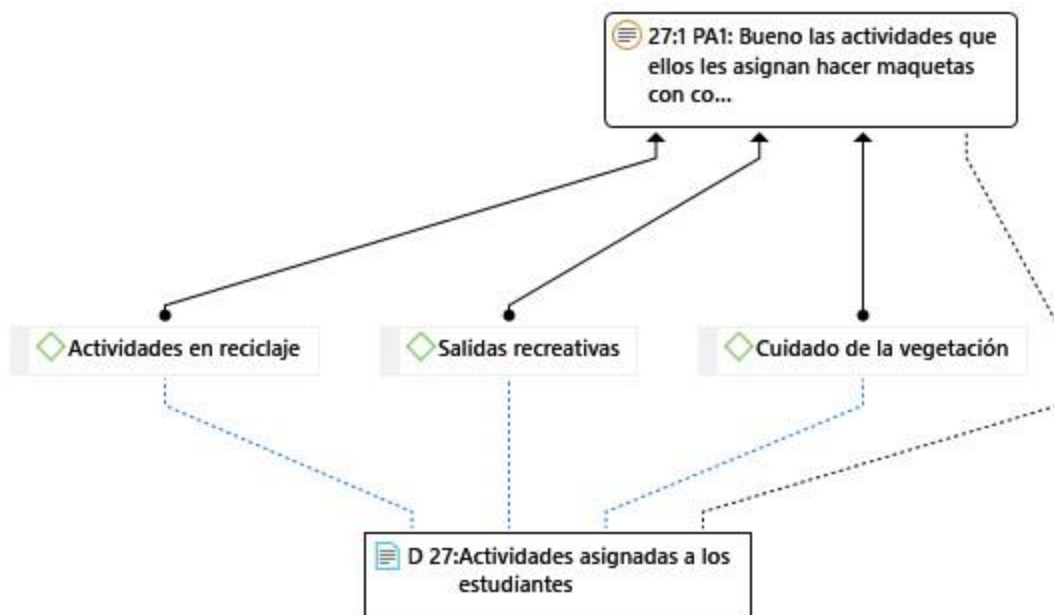 27:1 PA1: Bueno las actividades que
ellos les asignan hacer maquetas
con co...
Actividades en reciclaje
Salidas recreativas
Cuidado de la vegetación
D 27:Actividades asignadas a los
estudiantes